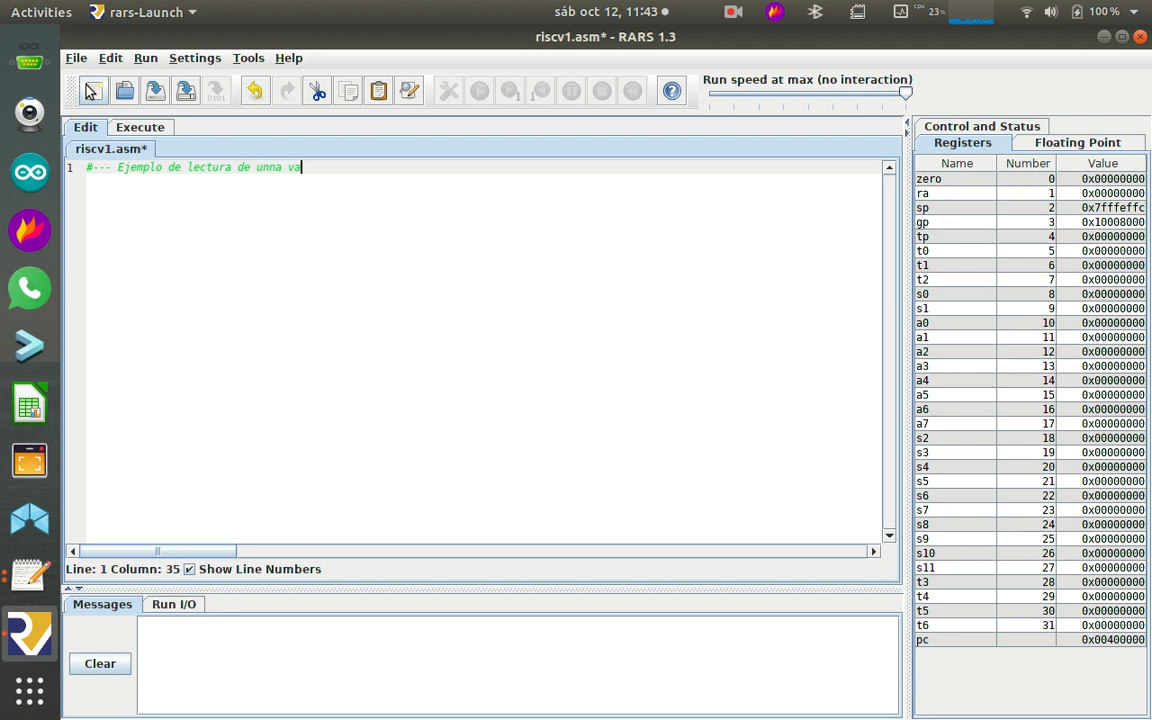 Activities rars-Launch sáb oct 12, 11:43 cpu 23% 100 %
riscv1.asm* - RARS 1.3
File Edit Run Settings Tools Help
Run speed at max (no interaction)
Edit Execute
riscv1.asm*
1 #--- Ejemplo de lectura de unna va
Line: 1 Column: 35 Show Line Numbers
Messages Run I/O
Clear
Control and Status
Registers Floating Point
Name Number Value
zero 0 0x00000000
ra 1 0x00000000
sp 2 0x7fffeffc
gp 3 0x10008000
tp 4 0x00000000
t0 5 0x00000000
t1 6 0x00000000
t2 7 0x00000000
s0 8 0x00000000
s1 9 0x00000000
a0 10 0x00000000
a1 11 0x00000000
a2 12 0x00000000
a3 13 0x00000000
a4 14 0x00000000
a5 15 0x00000000
a6 16 0x00000000
a7 17 0x00000000
s2 18 0x00000000
s3 19 0x00000000
s4 20 0x00000000
s5 21 0x00000000
s6 22 0x00000000
s7 23 0x00000000
s8 24 0x00000000
s9 25 0x00000000
s10 26 0x00000000
s11 27 0x00000000
t3 28 0x00000000
t4 29 0x00000000
t5 30 0x00000000
t6 31 0x00000000
pc 0x00400000